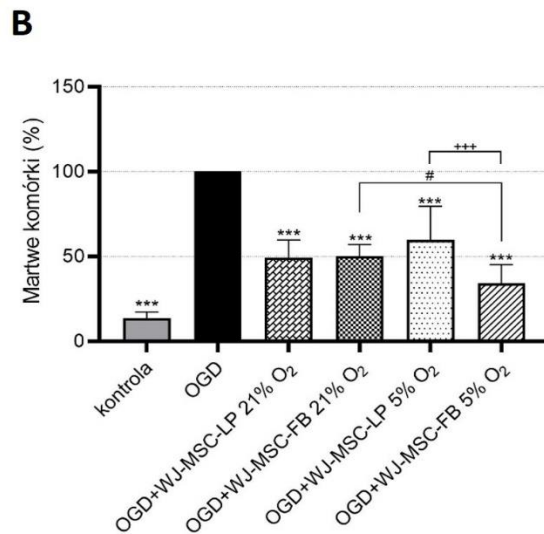 B
150
100
50
0
Martwe komórki (%)
***
***
***
***
***
#
+++
kontrola
OGD
OGD+WJ-MSC-LP 21% O₂
OGD+WJ-MSC-FB 21% O₂
OGD+WJ-MSC-LP 5% O₂
OGD+WJ-MSC-FB 5% O₂